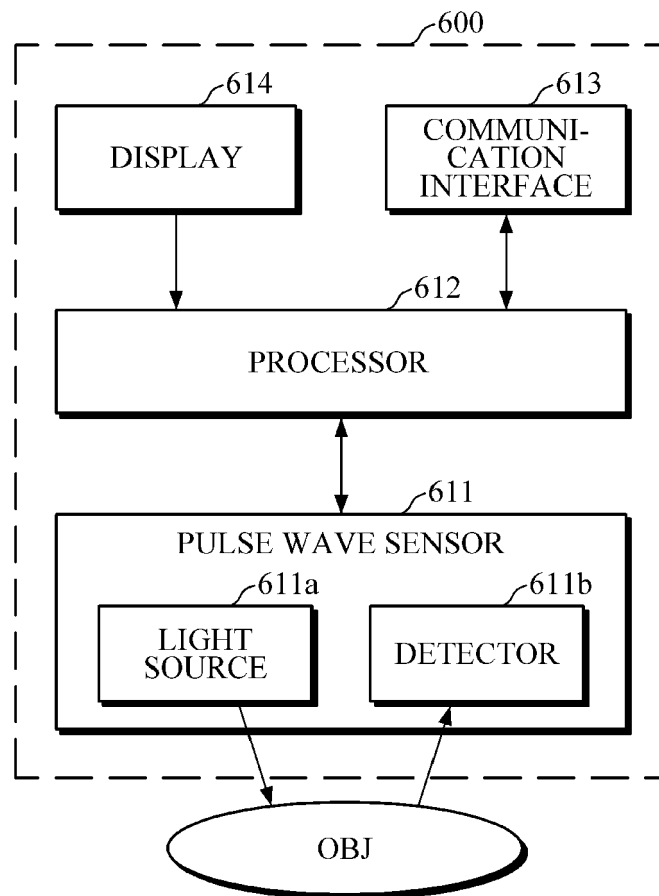 600
614
613
DISPLAY
COMMUNI-
CATION
INTERFACE
612
PROCESSOR
611
PULSE WAVE SENSOR
611a
611b
LIGHT
SOURCE
DETECTOR
OBJ